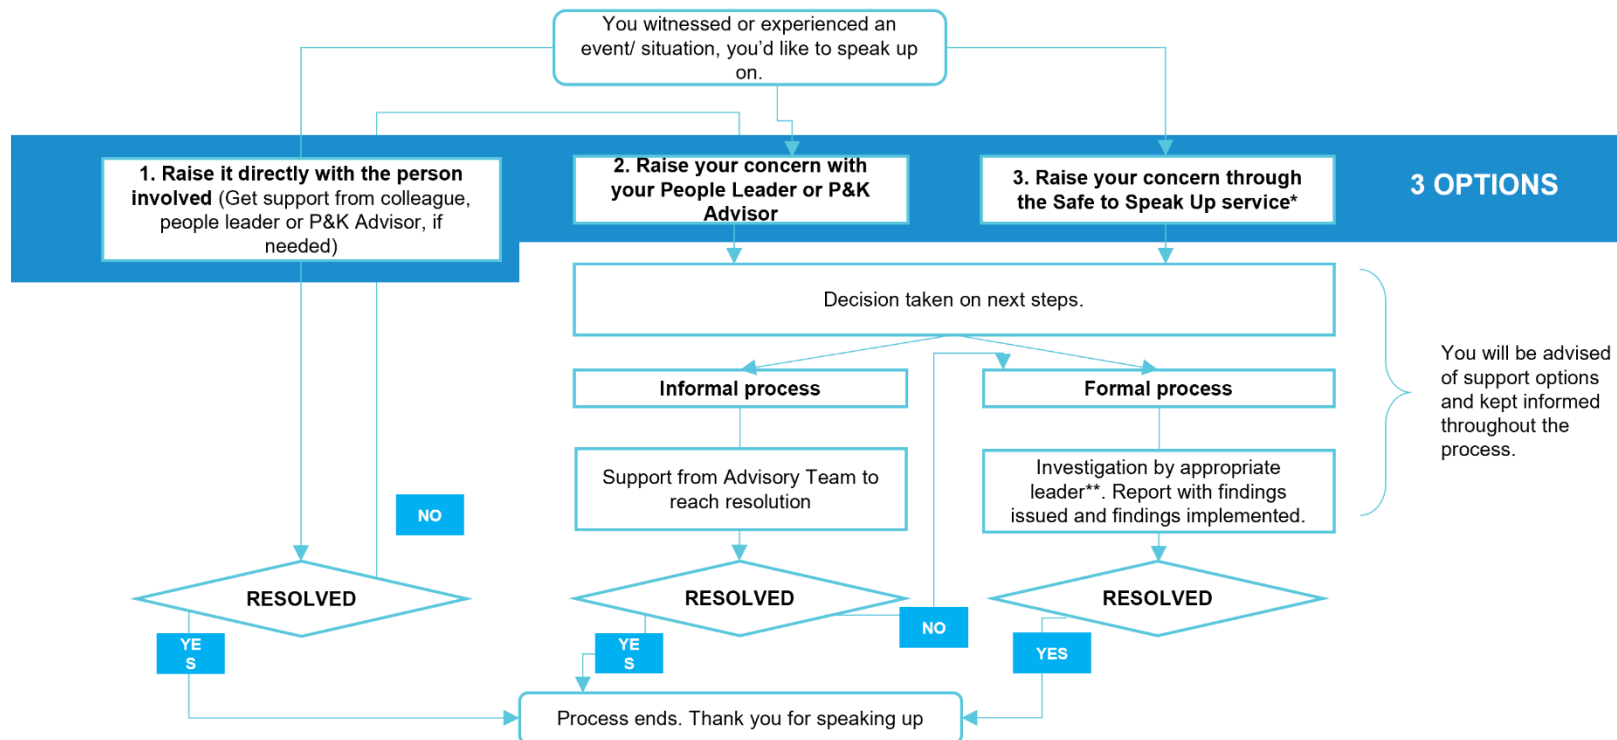 You witnessed or experienced an
event/ situation, you'd like to speak up
on.
1. Raise it directly with the person
involved (Get support from colleague,
people leader or P&K Advisor, if
needed)
2. Raise your concern with
your People Leader or P&K
Advisor
3. Raise your concern through
the Safe to Speak Up service*
3 OPTIONS
Decision taken on next steps.
Informal process
Formal process
You will be advised
of support options
and kept informed
throughout the
process.
Support from Advisory Team to
reach resolution
Investigation by appropriate
leader**. Report with findings
issued and findings implemented.
NO
RESOLVED
RESOLVED
RESOLVED
YE
S
YE
S
NO
YES
Process ends. Thank you for speaking up